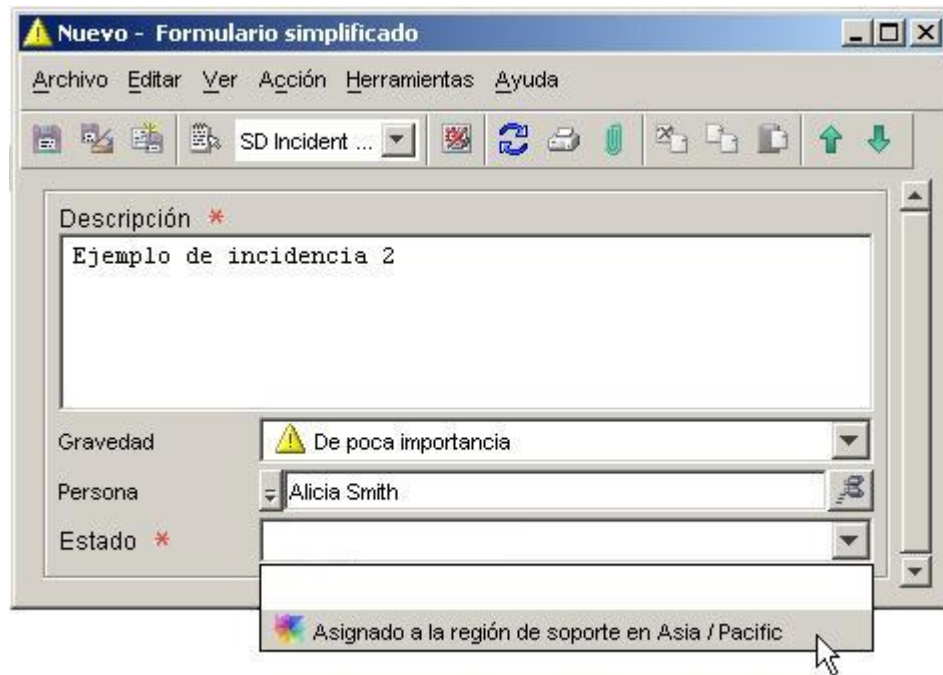 Nuevo - Formulario simplificado
Archivo Editar Ver Acción Herramientas Ayuda
SD Incident ...
Descripción *
Ejemplo de incidencia 2
Gravedad De poca importancia
Persona Alicia Smith
Estado *
Asignado a la región de soporte en Asia / Pacific